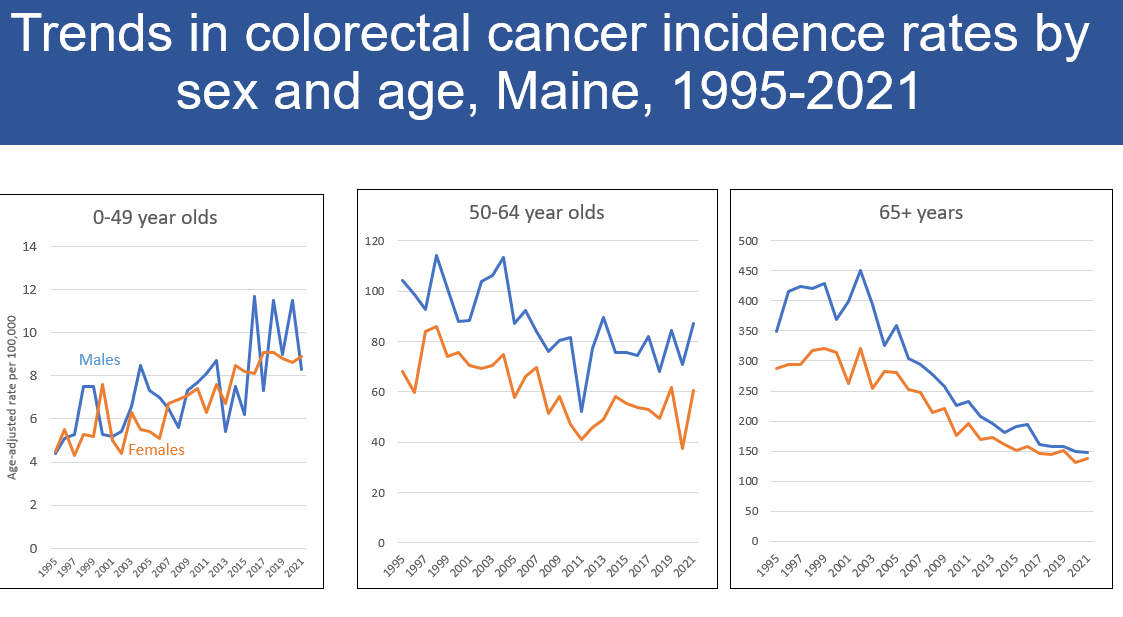 Trends in colorectal cancer incidence rates by
sex and age, Maine, 1995-2021
0-49 year olds
Age-adjusted rate per 100,000
14
12
10
8
6
4
2
0
Males
Females
1995 1997 1999 2001 2003 2005 2007 2009 2011 2013 2015 2017 2019 2021
50-64 year olds
120
100
80
60
40
20
0
1995 1997 1999 2001 2003 2005 2007 2009 2011 2013 2015 2017 2019 2021
65+ years
500
450
400
350
300
250
200
150
100
50
0
1995 1997 1999 2001 2003 2005 2007 2009 2011 2013 2015 2017 2019 2021